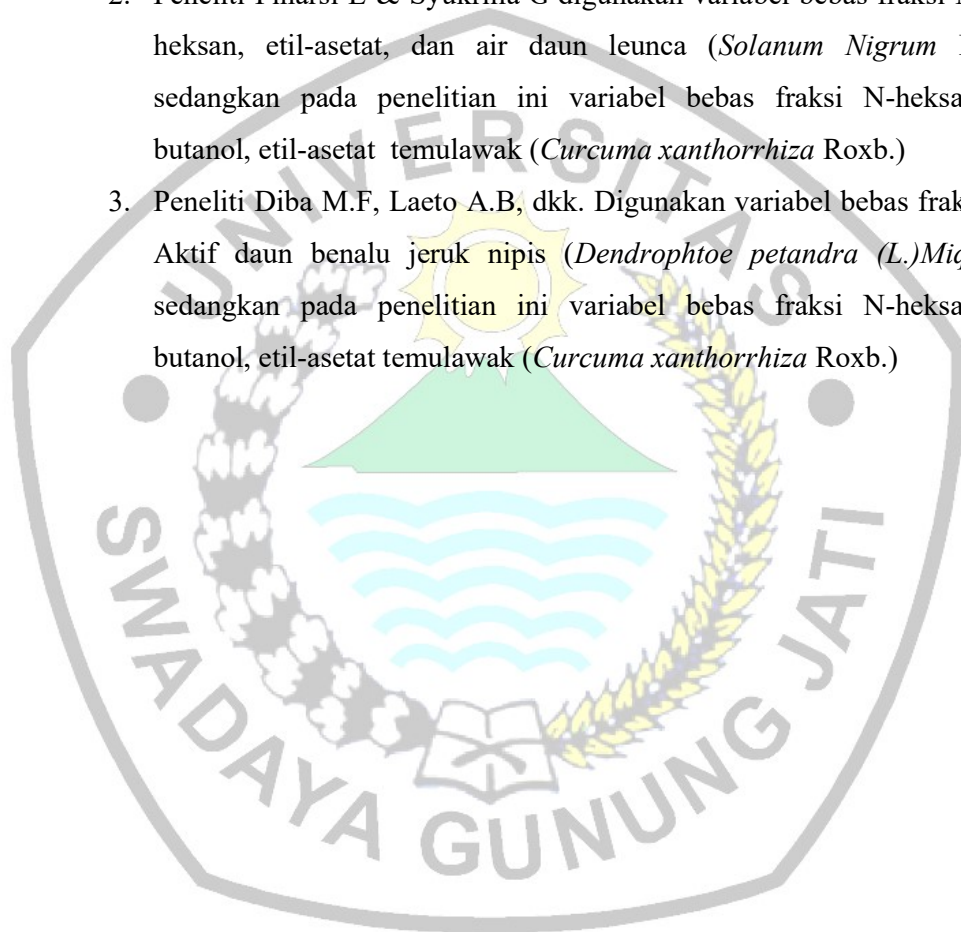 2. Peneliti & G digunakan variabel bebas fraksi
heksan, etil-asetat, dan air daun leunca (Solanum Nigrum
sedangkan pada penelitian ini variabel bebas fraksi N-heksa
butanol, etil-asetat temulawak (Curcuma xanthorrhiza Roxb.)
3. Peneliti Diba M.F, Laeto A.B, dkk. Digunakan variabel bebas frak
Aktif daun benalu jeruk nipis (Dendrophtoe petandra (L.)Miq
sedangkan pada penelitian ini variabel bebas fraksi N-heksa
butanol, etil-asetat temulawak (Curcuma xanthorrhiza Roxb.)
UNIVERSITAS
SWADAYA GUNUNG JATI